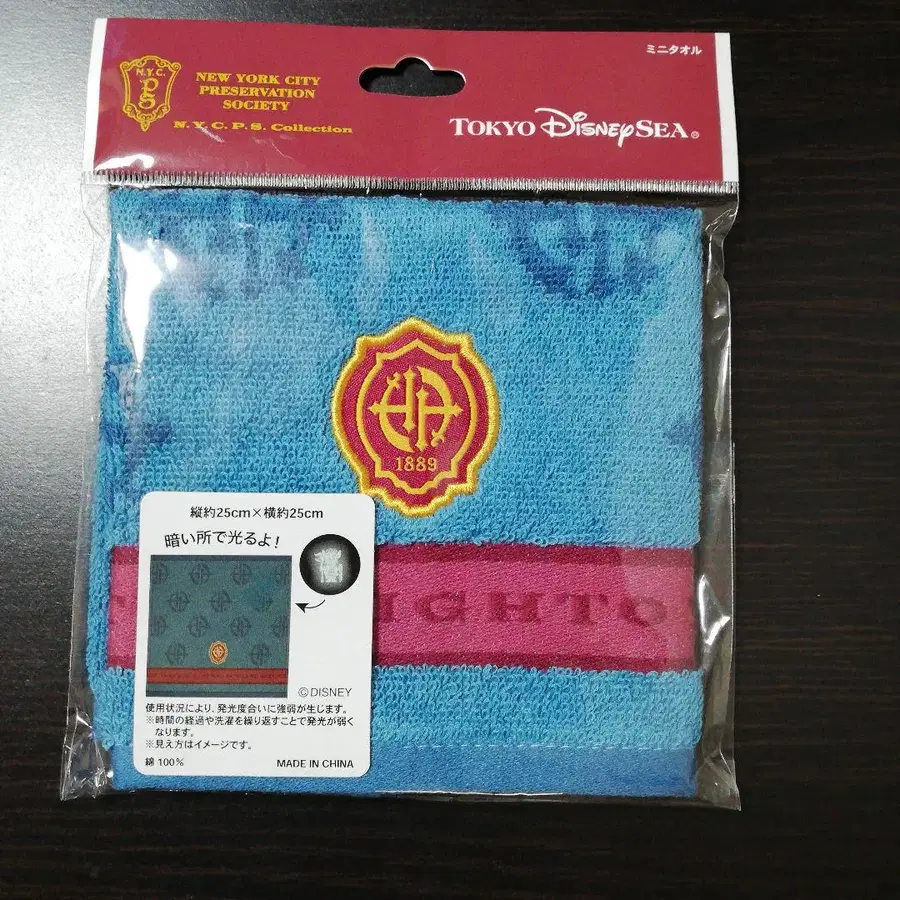 N.Y.C.
PS
NEW YORK CITY
PRESERVATION
SOCIETY
N.Y.C.P.S. Collection
ミニタオル
TOKYO DISNEYSEA®
HH
1889
IGHTO
縦約25cm×横約25cm
暗い所で光るよ!
©DISNEY
使用状況により、発光度合いに強弱が生じます。
※時間の経過や洗濯を繰り返すことで発光が弱く
なります。
※見え方はイメージです。
綿 100%
MADE IN CHINA